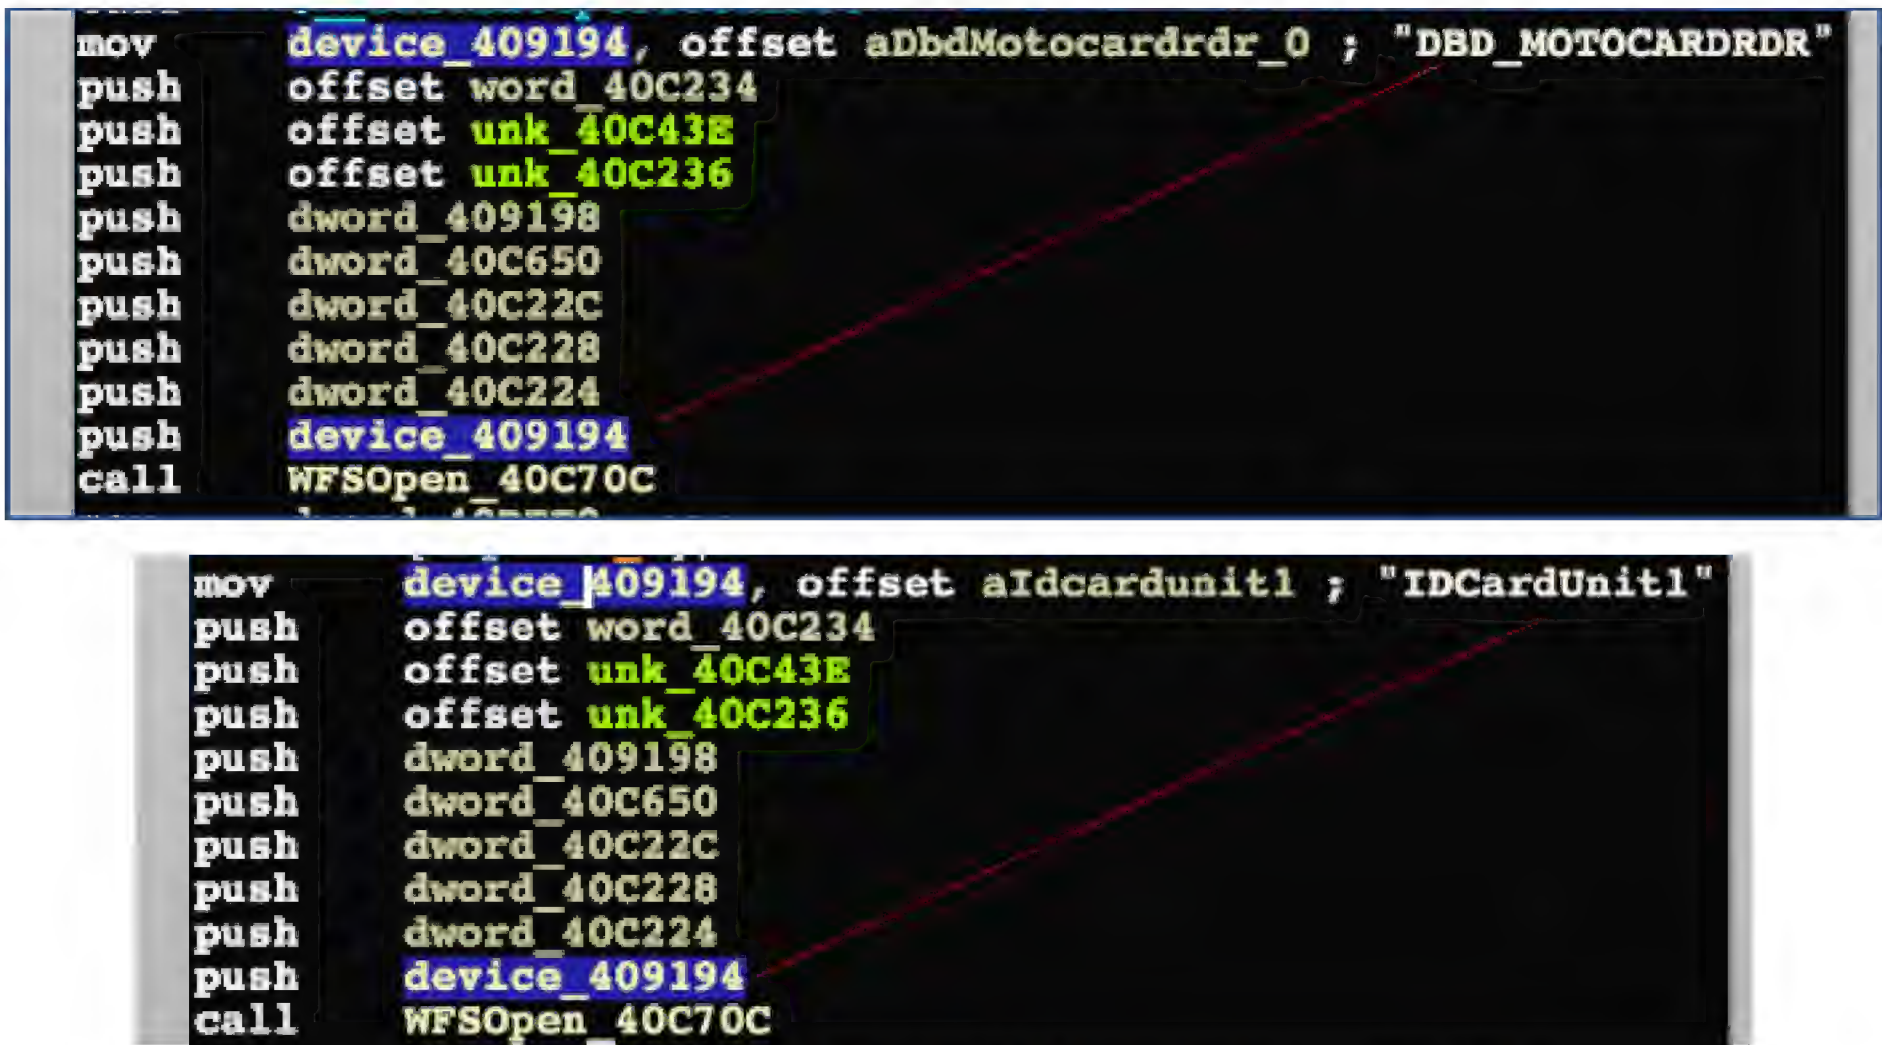 mov device_409194, offset aDbdMotocardrdr_0 ; "DBD_MOTOCARDRDR"
push offset word_40C234
push offset unk_40C43E
push offset unk_40C236
push dword_409198
push dword_40C650
push dword_40C22C
push dword_40C228
push dword_40C224
push device_409194
call WFSOpen_40C70C
mov device_409194, offset aIdcardunit1 ; "IDCardUnit1"
push offset word_40C234
push offset unk_40C43E
push offset unk_40C236
push dword_409198
push dword_40C650
push dword_40C22C
push dword_40C228
push dword_40C224
push device_409194
call WFSOpen_40C70C